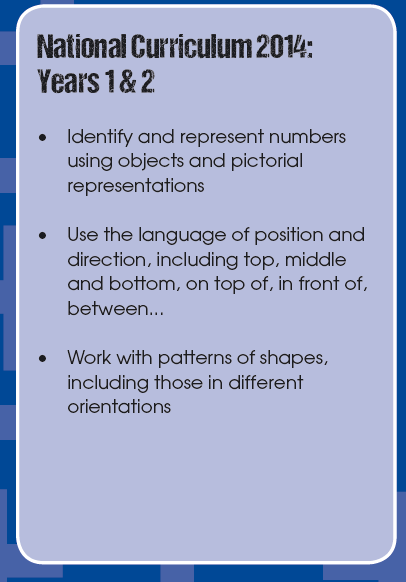 National Curriculum 2014:
Years 1 & 2
• Identify and represent numbers
using objects and pictorial
representations
• Use the language of position and
direction, including top, middle
and bottom, on top of, in front of,
between...
• Work with patterns of shapes,
including those in different
orientations